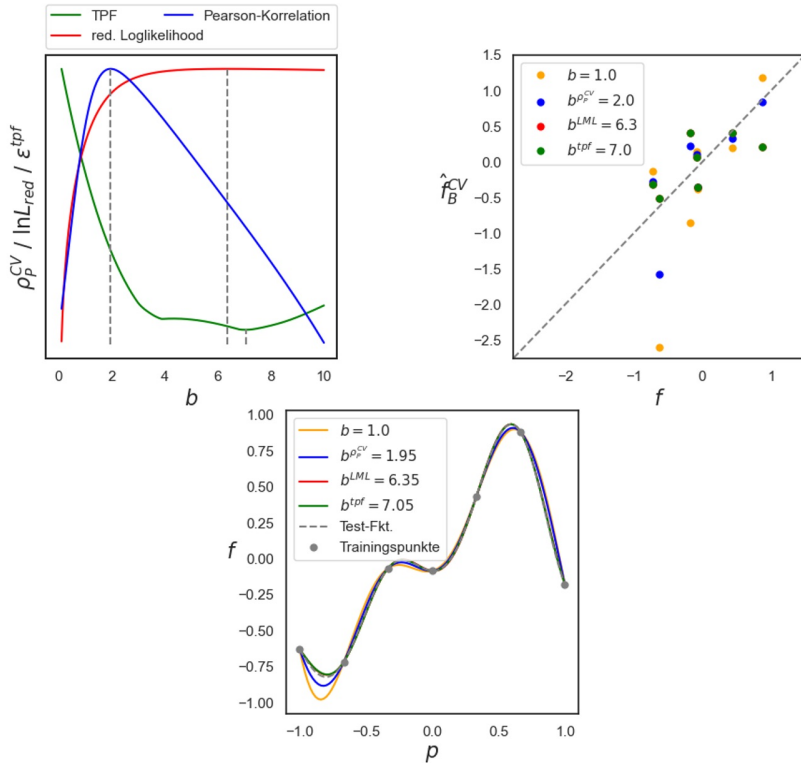 TPF
Pearson-Korrelation
red. Loglikelihood
ρ_P^CV / lnL_red / ε^tpf
0 2 4 6 8 10
b
1.5
1.0
0.5
0.0
−0.5
−1.0
−1.5
−2.0
−2.5
b = 1.0
b^{ρ_P^CV} = 2.0
b^LML = 6.3
b^tpf = 7.0
f̂_B^CV
−2 −1 0 1
f
1.00
0.75
0.50
0.25
0.00
−0.25
−0.50
−0.75
−1.00
b = 1.0
b^{ρ_P^CV} = 1.95
b^LML = 6.35
b^tpf = 7.05
Test-Fkt.
Trainingspunkte
f
−1.0 −0.5 0.0 0.5 1.0
p